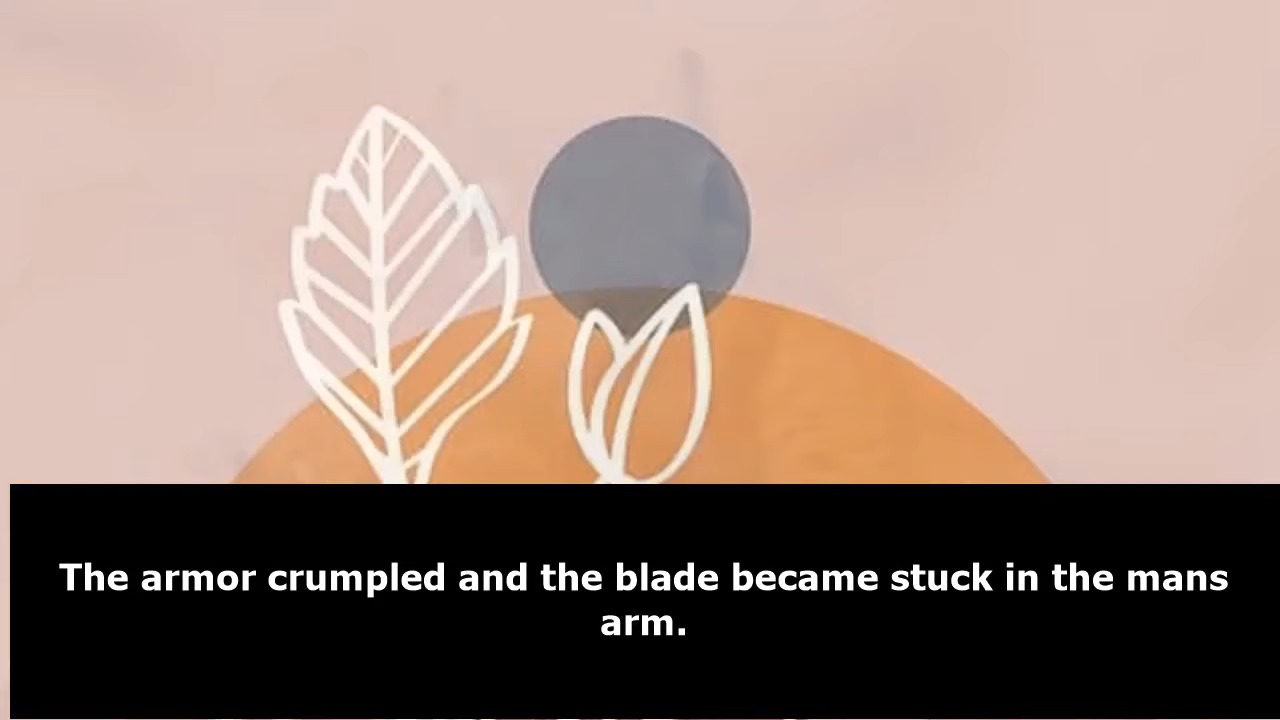 The armor crumpled and the blade became stuck in the mans
arm.